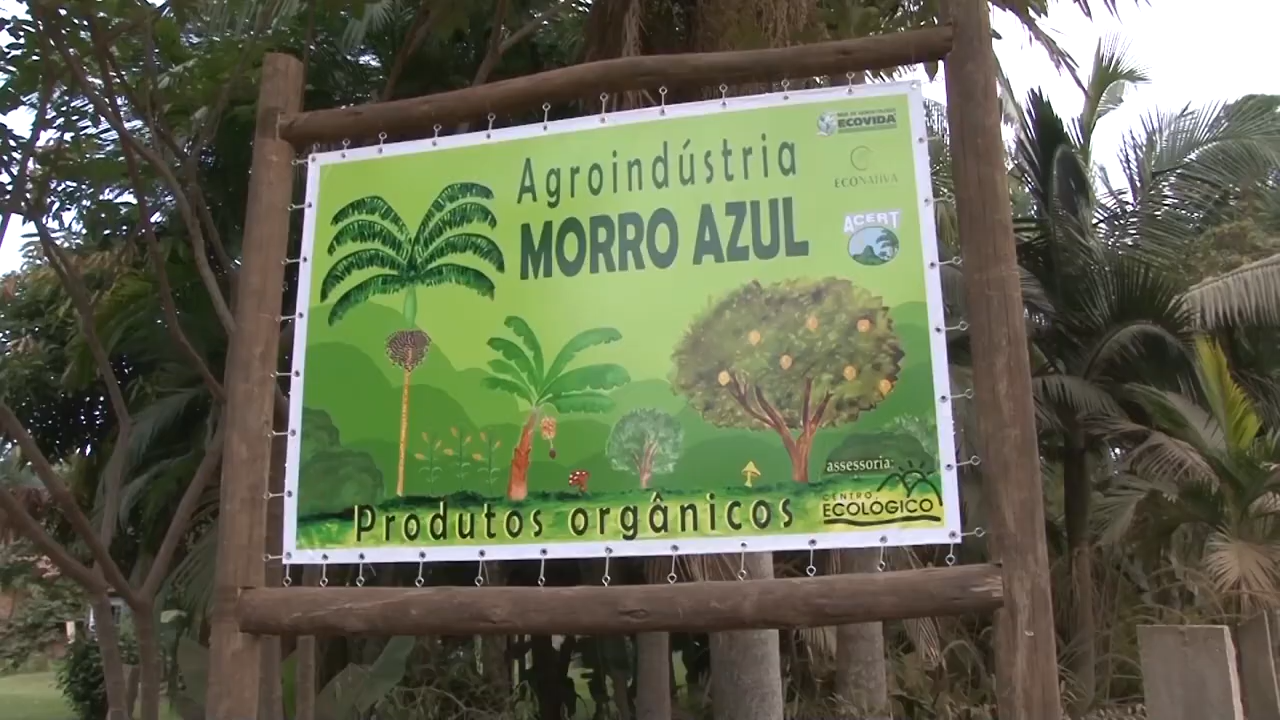 Agroindústria
MORRO AZUL
ECOVIDA
ECONATIVA
ACERT
assessoria:
CENTRO
ECOLÓGICO
Produtos orgânicos